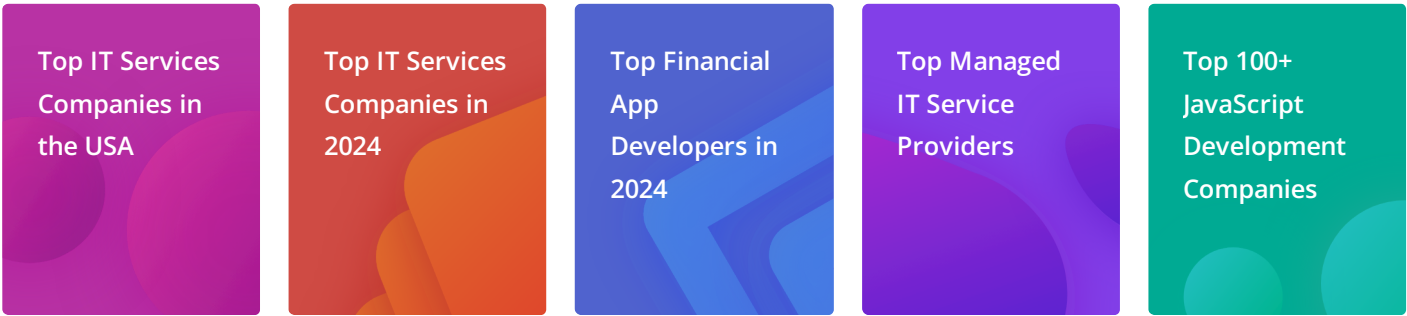 Top IT Services
Companies in
the USA
Top IT Services
Companies in
2024
Top Financial
App
Developers in
2024
Top Managed
IT Service
Providers
Top 100+
JavaScript
Development
Companies